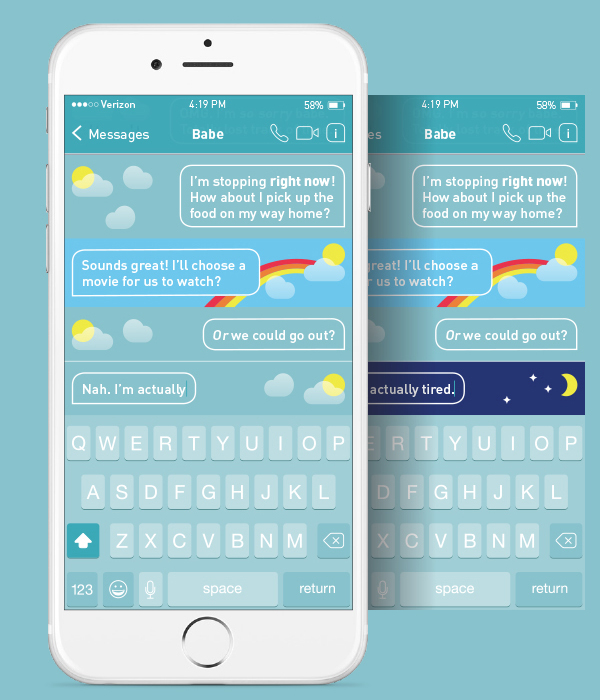 Verizon 4:19 PM 58%
Messages Babe i
I'm stopping right now!
How about I pick up the
food on my way home?
Sounds great! I'll choose a
movie for us to watch?
Or we could go out?
Nah. I'm actually
Q W E R T Y U I O P
A S D F G H J K L
Z X C V B N M
123 space return
4:19 PM 58%
es Babe i
I'm stopping right now!
How about I pick up the
food on my way home?
great! I'll choose a
r us to watch?
Or we could go out?
actually tired.
E R T Y U I O P
D F G H J K L
X C V B N M
space return